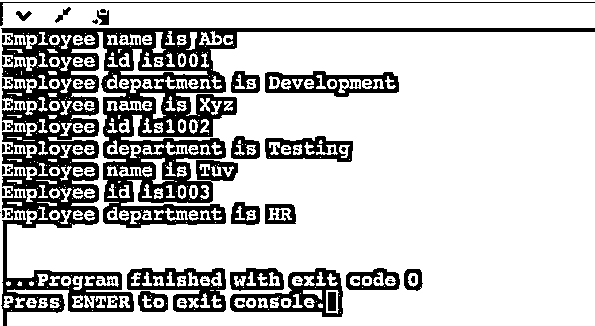 Employee name is Abc
Employee id is1001
Employee department is Development
Employee name is Xyz
Employee id is1002
Employee department is Testing
Employee name is Tuv
Employee id is1003
Employee department is HR
...Program finished with exit code 0
Press ENTER to exit console.